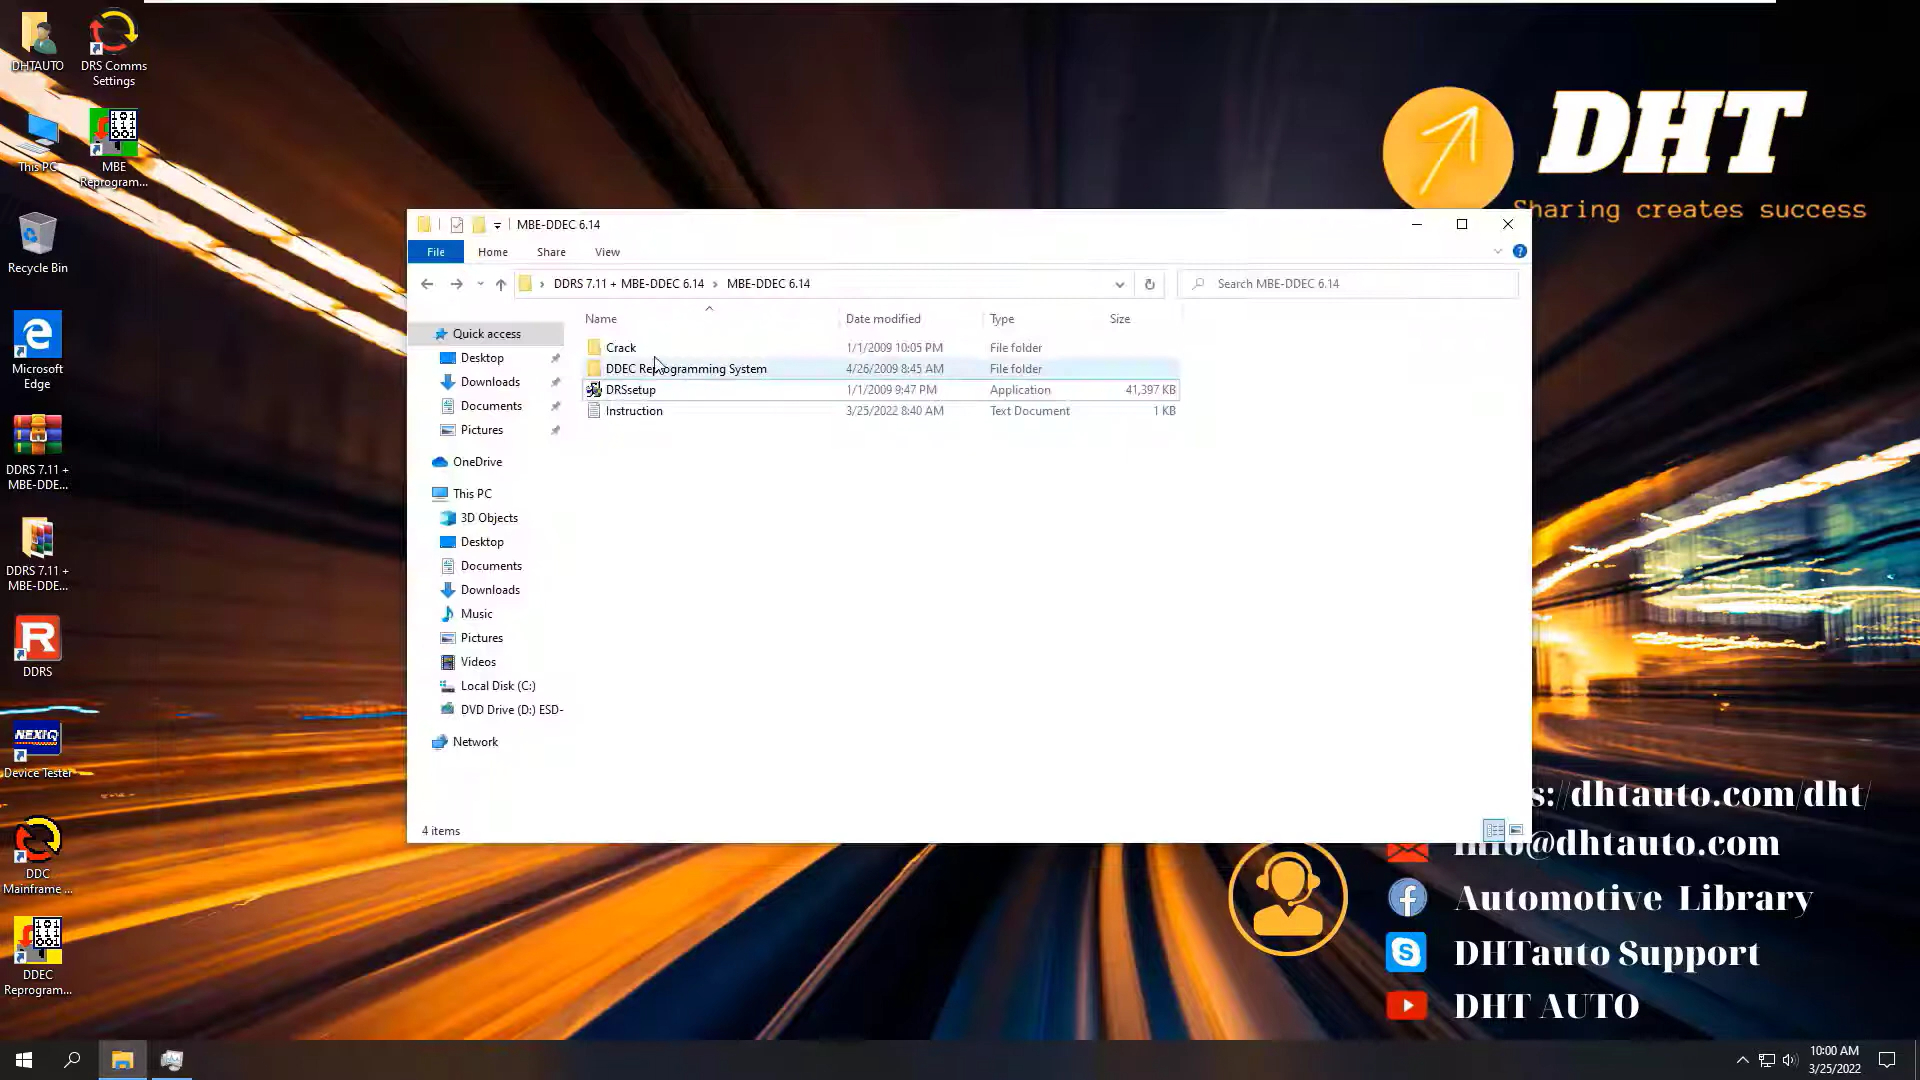 DHTAUTO
DRS Comms
Settings
This PC
MBE
Reprogram...
Recycle Bin
Microsoft
Edge
DDRS 7.11 +
MBE-DDE...
DDRS 7.11 +
MBE-DDE...
DDRS
NEXIQ
Device Tester
DDC
Mainframe ...
DDEC
Reprogram...
DHT
Sharing creates success
MBE-DDEC 6.14
File
Home
Share
View
DDRS 7.11 + MBE-DDEC 6.14 › MBE-DDEC 6.14
Search MBE-DDEC 6.14
Name
Date modified
Type
Size
Crack
1/1/2009 10:05 PM
File folder
DDEC Reprogramming System
4/26/2009 8:45 AM
File folder
DRSsetup
1/1/2009 9:47 PM
Application
41,397 KB
Instruction
3/25/2022 8:40 AM
Text Document
1 KB
Quick access
Desktop
Downloads
Documents
Pictures
OneDrive
This PC
3D Objects
Desktop
Documents
Downloads
Music
Pictures
Videos
Local Disk (C:)
DVD Drive (D:) ESD-
Network
4 items
s://dhtauto.com/dht/
info@dhtauto.com
Automotive Library
DHTauto Support
DHT AUTO
10:00 AM
3/25/2022